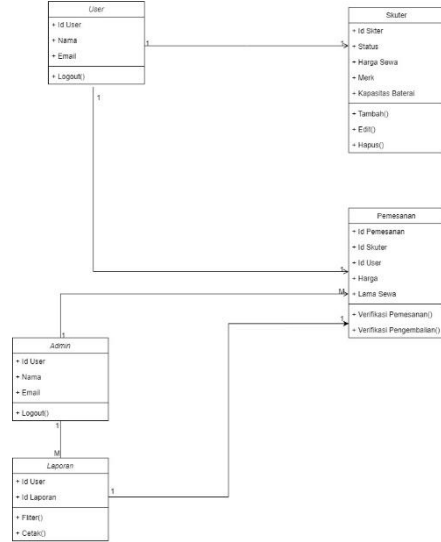 User
+ Id User
+ Nama
+ Email
+ Logout()
1
1
1
Skuter
+ Id Skter
+ Status
+ Harga Sewa
+ Merk
+ Kapasitas Baterai
+ Tambah()
+ Edit()
+ Hapus()
Pemesanan
+ Id Pemesanan
+ Id Skuter
+ Id User
+ Harga
+ Lama Sewa
+ Verifikasi Pemesanan()
+ Verifikasi Pengembalian()
1
M
1
1
Admin
+ Id User
+ Nama
+ Email
+ Logout()
1
M
Laporan
+ Id User
+ Id Laporan
+ Filter()
+ Cetak()
1